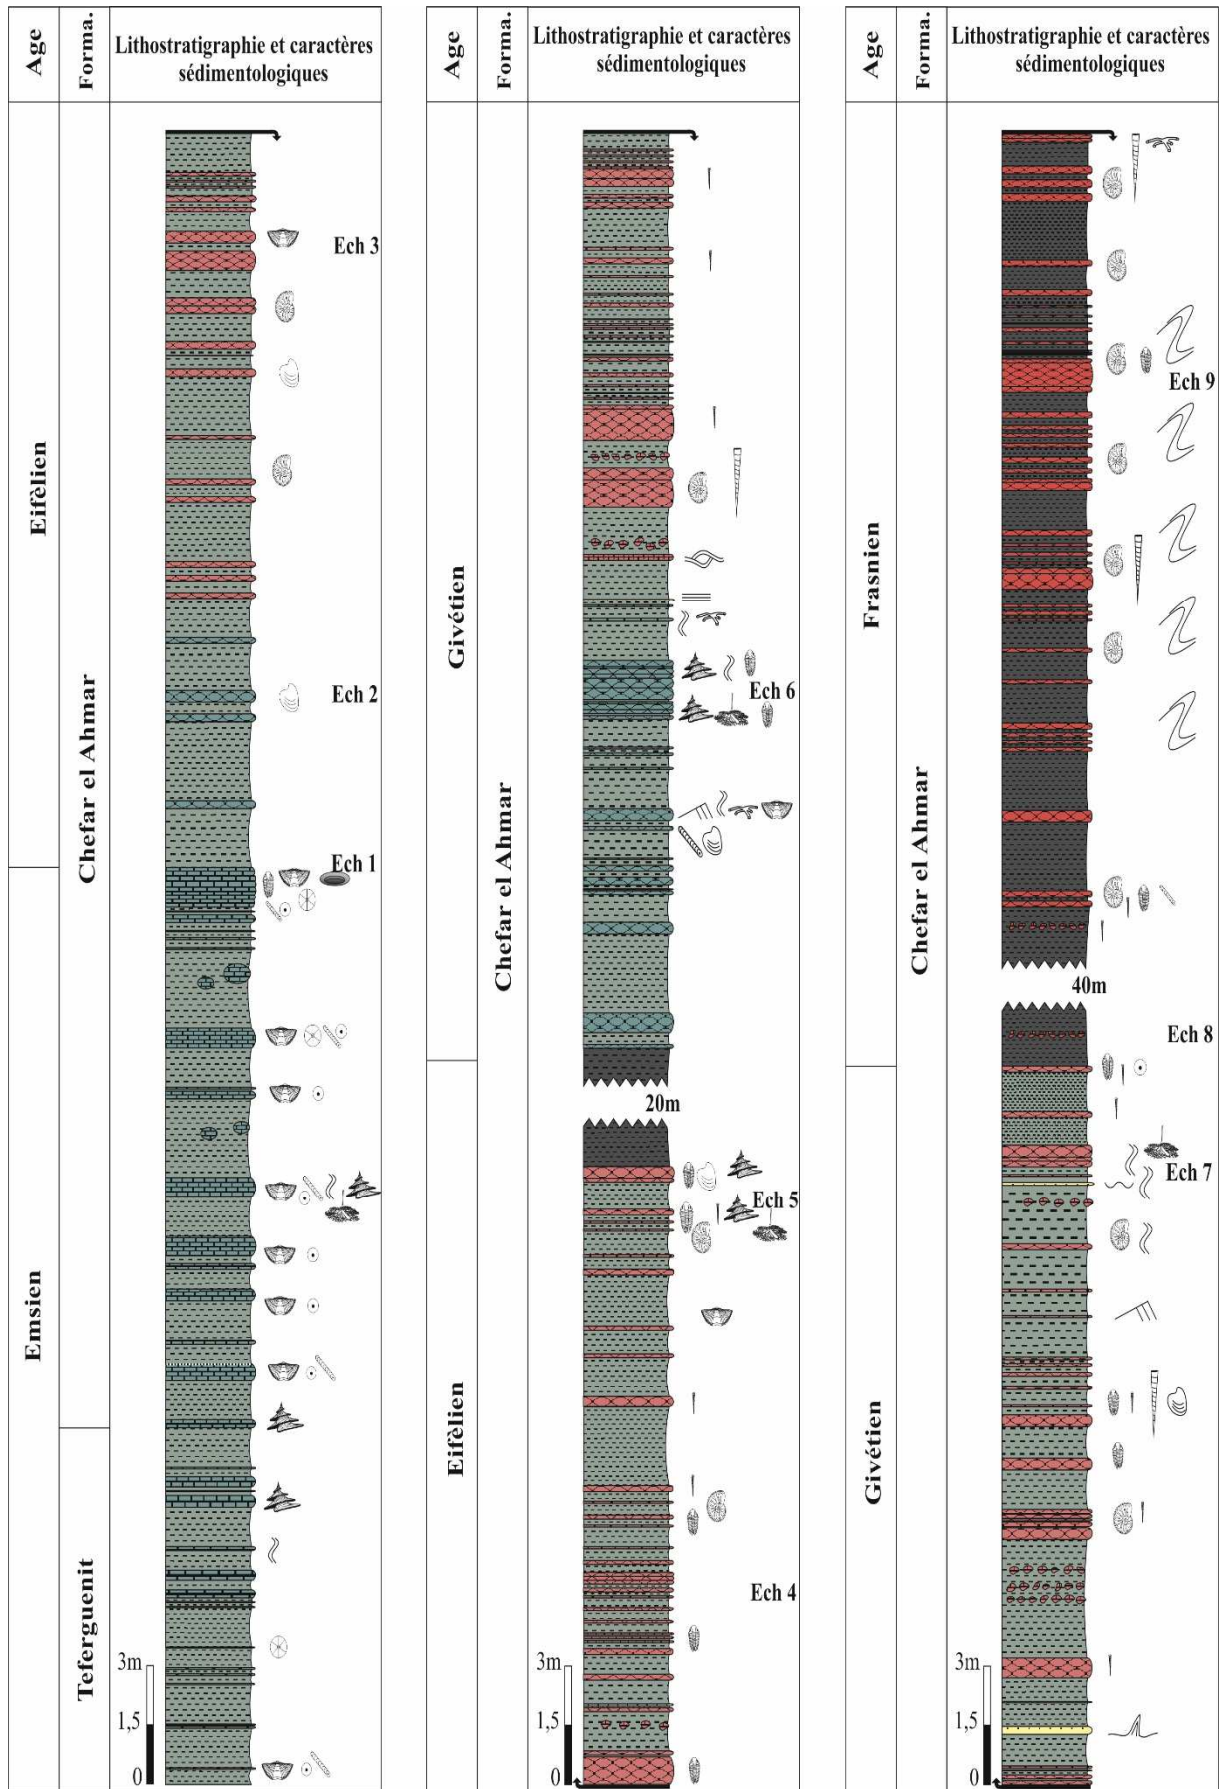 Age
Forma.
Lithostratigraphie et caractères
sédimentologiques
Eifèlien
Emsien
Chefar el Ahmar
Teferguenit
Ech 3
Ech 2
Ech 1
3m
1,5
0
Age
Forma.
Lithostratigraphie et caractères
sédimentologiques
Givétien
Eifèlien
Chefar el Ahmar
Ech 6
20m
Ech 5
Ech 4
3m
1,5
0
Age
Forma.
Lithostratigraphie et caractères
sédimentologiques
Frasnien
Givétien
Chefar el Ahmar
Ech 9
40m
Ech 8
Ech 7
3m
1,5
0